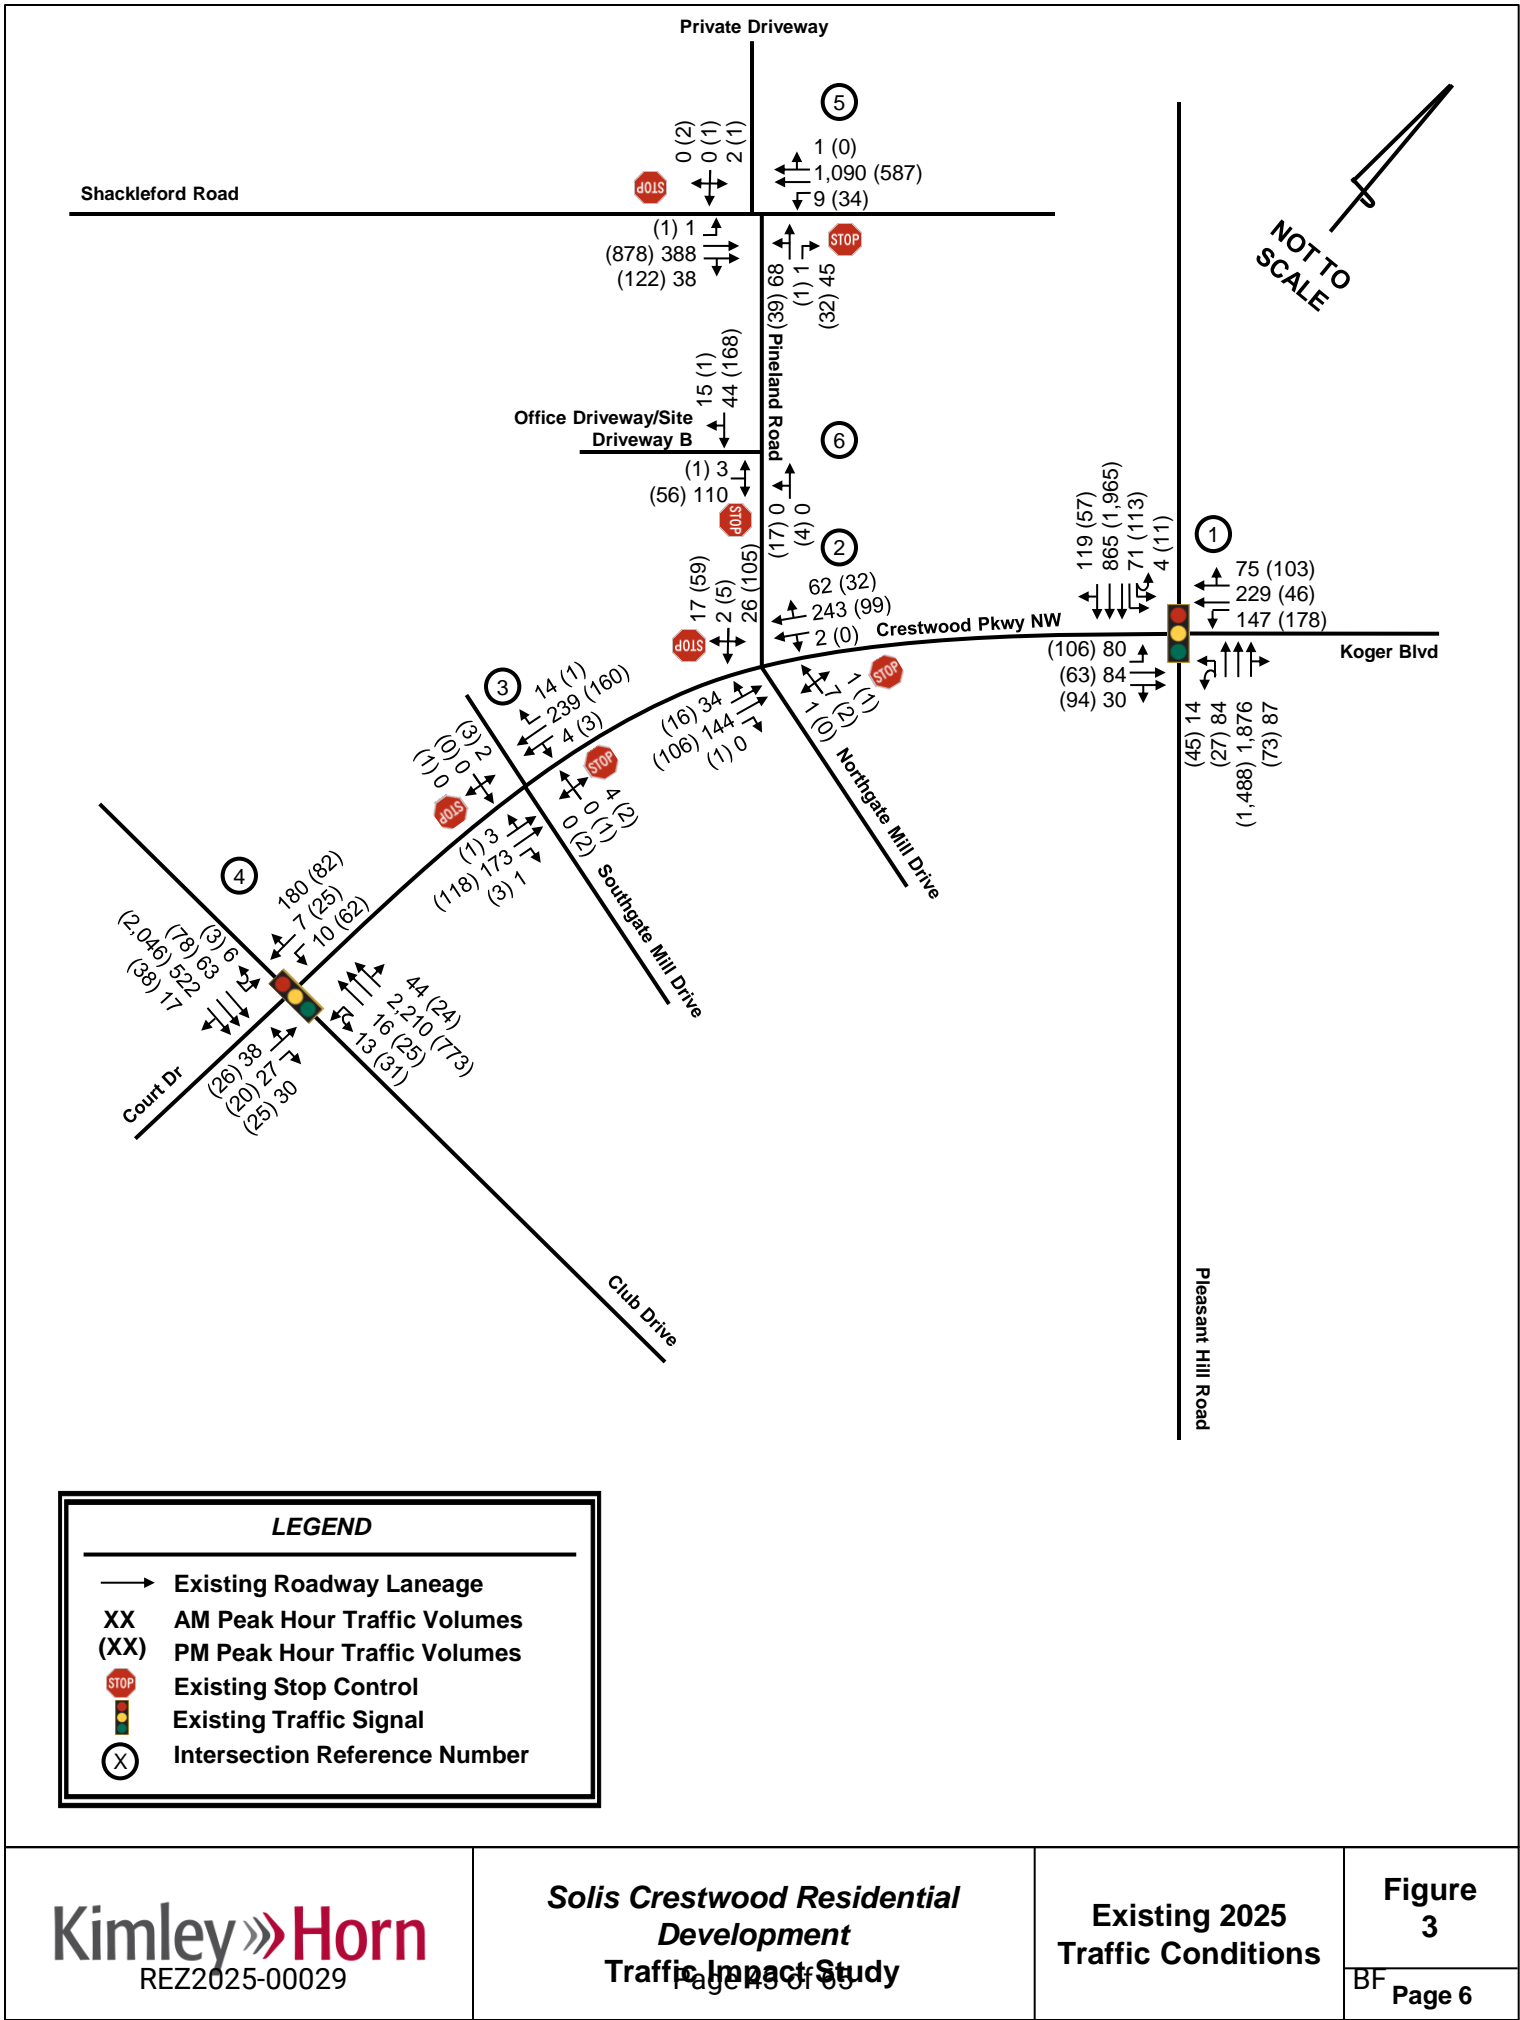 Private Driveway
5
0 (2)
0 (1)
2 (1)
1 (0)
1,090 (587)
9 (34)
STOP
Shackleford Road
(1) 1
(878) 388
(122) 38
STOP
(39) 68
(1) 1
(32) 45
NOT TO
SCALE
Pineland Road
15 (1)
44 (168)
Office Driveway/Site
Driveway B
6
(1) 3
(56) 110
STOP
(17) 0
(4) 0
2
17 (59)
2 (5)
26 (105)
STOP
62 (32)
243 (99)
2 (0)
Crestwood Pkwy NW
119 (57)
865 (1,965)
71 (113)
4 (11)
1
75 (103)
229 (46)
147 (178)
Koger Blvd
(106) 80
(63) 84
(94) 30
(45) 14
(27) 84
(1,488) 1,876
(73) 87
STOP
1 (1)
7 (2)
1 (0)
(16) 34
(106) 144
(1) 0
Northgate Mill Drive
3
14 (1)
239 (160)
4 (3)
(3) 2
(0) 0
(1) 0
STOP
STOP
4 (2)
0 (1)
0 (2)
(1) 3
(118) 173
(3) 1
Southgate Mill Drive
4
180 (82)
7 (25)
10 (62)
(3) 6
(78) 63
(2,046) 522
(38) 17
44 (24)
2,210 (773)
16 (25)
13 (31)
(26) 38
(20) 27
(25) 30
Court Dr
Club Drive
Pleasant Hill Road
LEGEND
Existing Roadway Laneage
XX AM Peak Hour Traffic Volumes
(XX) PM Peak Hour Traffic Volumes
STOP Existing Stop Control
Existing Traffic Signal
X Intersection Reference Number
Kimley»Horn
REZ2025-00029
Solis Crestwood Residential
Development
Traffic Impact Study
Page 43 of 65
Existing 2025
Traffic Conditions
Figure
3
BF
Page 6